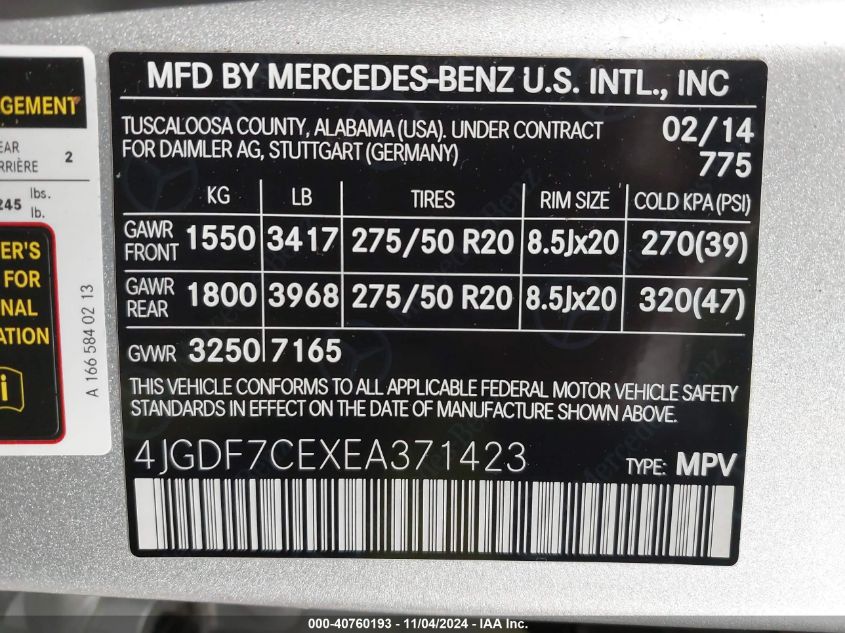 GEMENT
EAR
RRIÈRE 2
245 lbs.
lb.
ER'S
FOR
NAL
ATION
i
A 166 584 02 13
MFD BY MERCEDES-BENZ U.S. INTL., INC
TUSCALOOSA COUNTY, ALABAMA (USA). UNDER CONTRACT 02/14
FOR DAIMLER AG, STUTTGART (GERMANY) 775
KG LB TIRES RIM SIZE COLD KPA (PSI)
GAWR FRONT 1550 3417 275/50 R20 8.5Jx20 270(39)
GAWR REAR 1800 3968 275/50 R20 8.5Jx20 320(47)
GVWR 3250 7165
THIS VEHICLE CONFORMS TO ALL APPLICABLE FEDERAL MOTOR VEHICLE SAFETY
STANDARDS IN EFFECT ON THE DATE OF MANUFACTURE SHOWN ABOVE.
4JGDF7CEXEA371423 TYPE: MPV
000-40760193 - 11/04/2024 - IAA Inc.